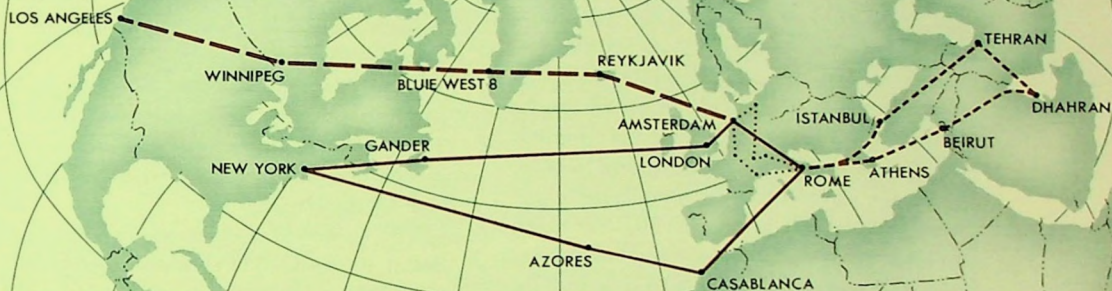 LOS ANGELES
WINNIPEG
BLUIE WEST 8
REYKJAVIK
TEHRAN
DHAHRAN
ISTANBUL
AMSTERDAM
BEIRUT
GANDER
LONDON
NEW YORK
ROME
ATHENS
AZORES
CASABLANCA